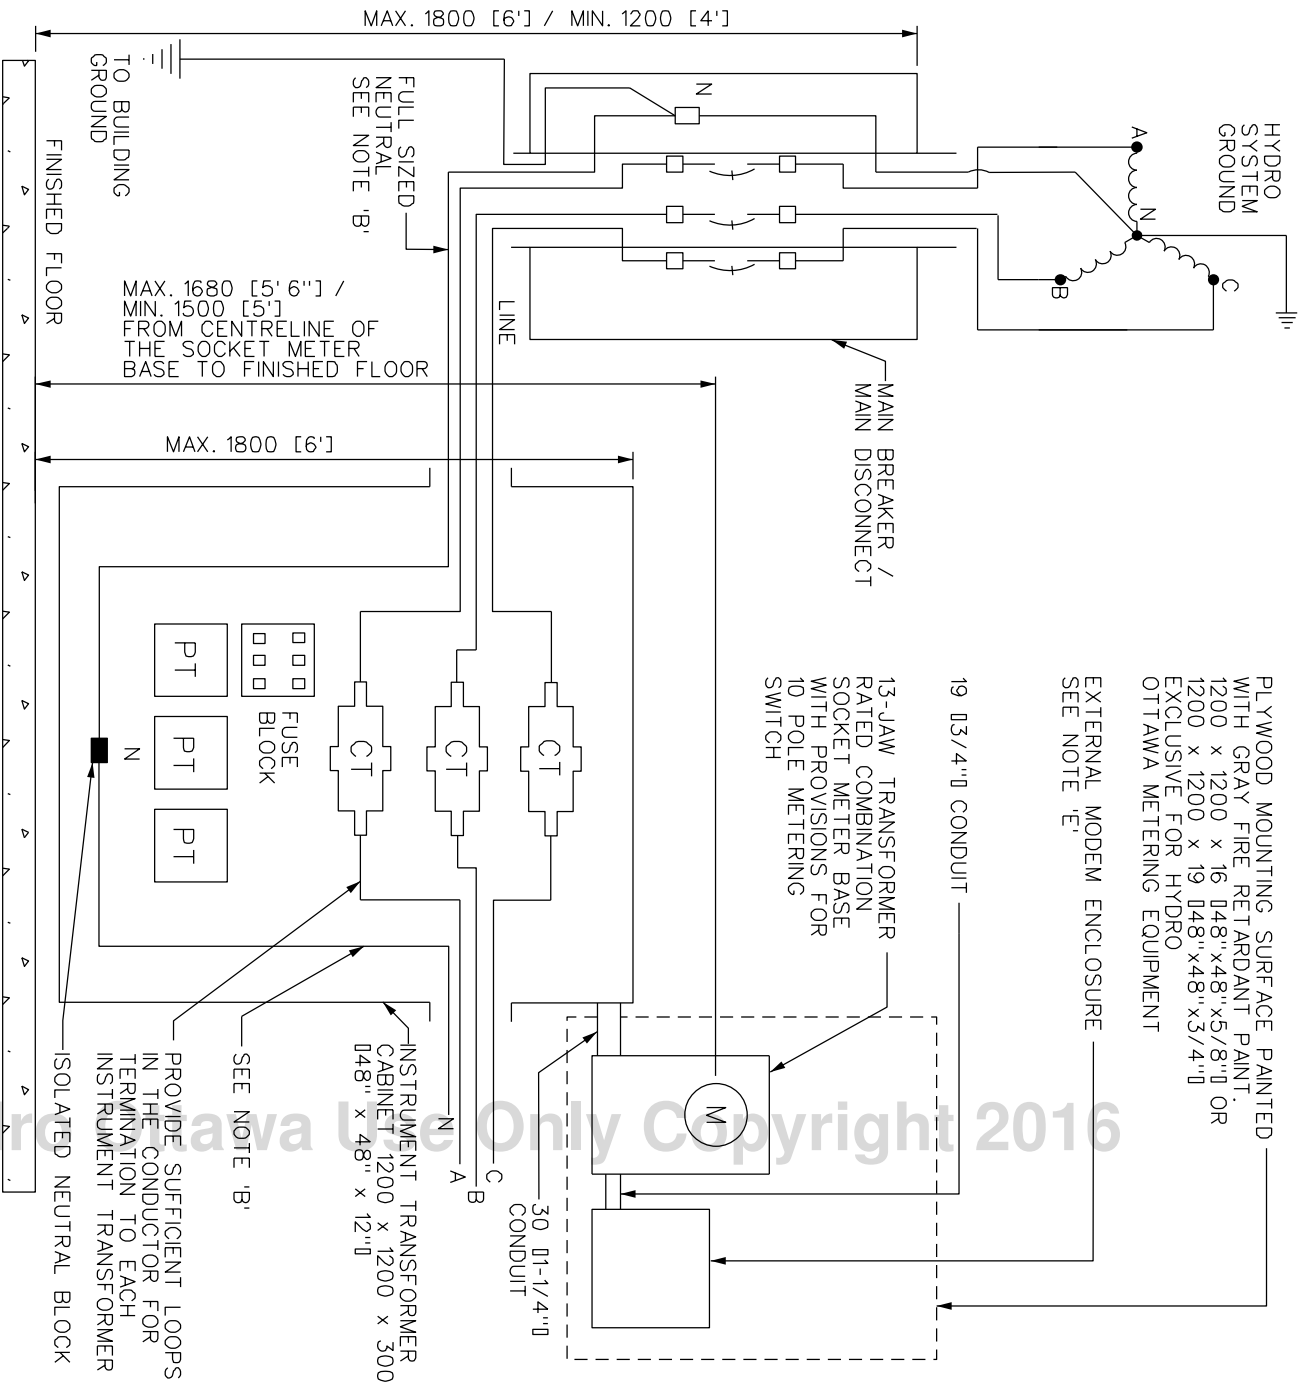 MAX. 1800 [6'] / MIN. 1200 [4']
HYDRO
SYSTEM
GROUND
A
N
C
B
N
TO BUILDING
GROUND
FULL SIZED
NEUTRAL
SEE NOTE 'B'
FINISHED FLOOR
LINE
MAX. 1680 [5' 6"] /
MIN. 1500 [5']
FROM CENTRELINE OF
THE SOCKET METER
BASE TO FINISHED FLOOR
MAIN BREAKER /
MAIN DISCONNECT
MAX. 1800 [6']
PLYWOOD MOUNTING SURFACE PAINTED
WITH GRAY FIRE RETARDANT PAINT.
1200 x 1200 x 16 [48"x48"x5/8"] OR
1200 x 1200 x 19 [48"x48"x3/4"]
EXCLUSIVE FOR HYDRO
OTTAWA METERING EQUIPMENT
EXTERNAL MODEM ENCLOSURE
SEE NOTE 'E'
19 [3/4"] CONDUIT
13-JAW TRANSFORMER
RATED COMBINATION
SOCKET METER BASE
WITH PROVISIONS FOR
10 POLE METERING
SWITCH
FUSE
BLOCK
PT
PT
PT
CT
CT
CT
N
M
N
A
B
C
30 [1-1/4"]
CONDUIT
INSTRUMENT TRANSFORMER
CABINET 1200 x 1200 x 300
[48" x 48" x 12"]
SEE NOTE 'B'
PROVIDE SUFFICIENT LOOPS
IN THE CONDUCTOR FOR
TERMINATION TO EACH
INSTRUMENT TRANSFORMER
ISOLATED NEUTRAL BLOCK
ro Ottawa Use Only Copyright 2016